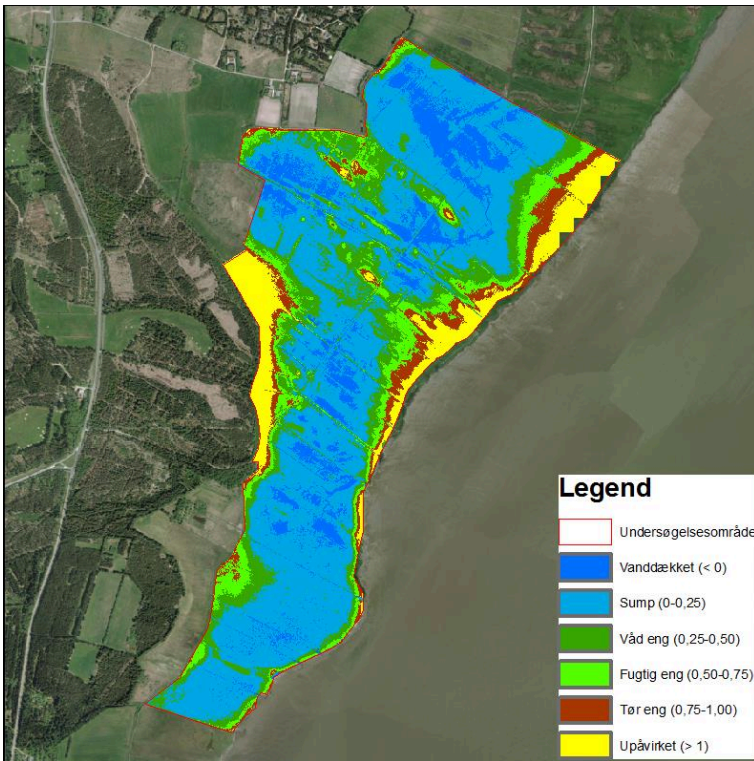 Legend
Undersøgelsesområde
Vanddækket (< 0)
Sump (0-0,25)
Våd eng (0,25-0,50)
Fugtig eng (0,50-0,75)
Tør eng (0,75-1,00)
Upåvirket (> 1)